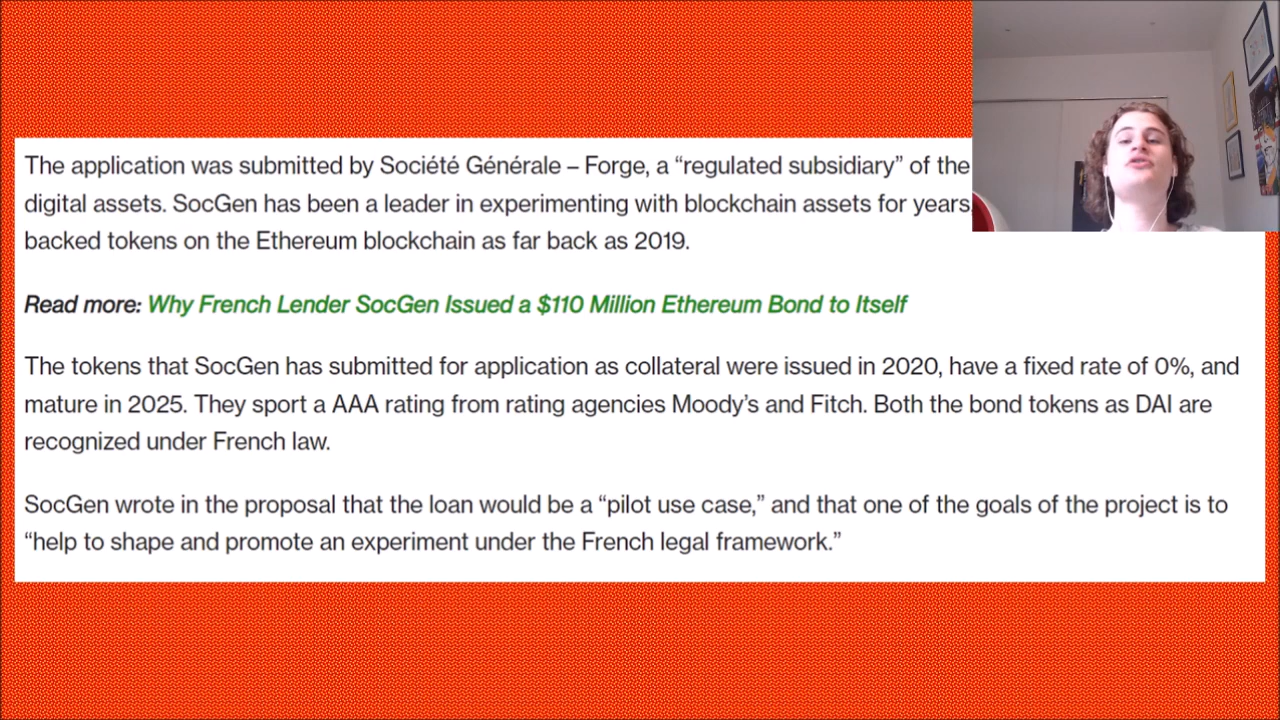 The application was submitted by Société Générale – Forge, a “regulated subsidiary” of the
digital assets. SocGen has been a leader in experimenting with blockchain assets for years,
backed tokens on the Ethereum blockchain as far back as 2019.
Read more: Why French Lender SocGen Issued a $110 Million Ethereum Bond to Itself
The tokens that SocGen has submitted for application as collateral were issued in 2020, have a fixed rate of 0%, and
mature in 2025. They sport a AAA rating from rating agencies Moody’s and Fitch. Both the bond tokens as DAI are
recognized under French law.
SocGen wrote in the proposal that the loan would be a “pilot use case,” and that one of the goals of the project is to
“help to shape and promote an experiment under the French legal framework.”